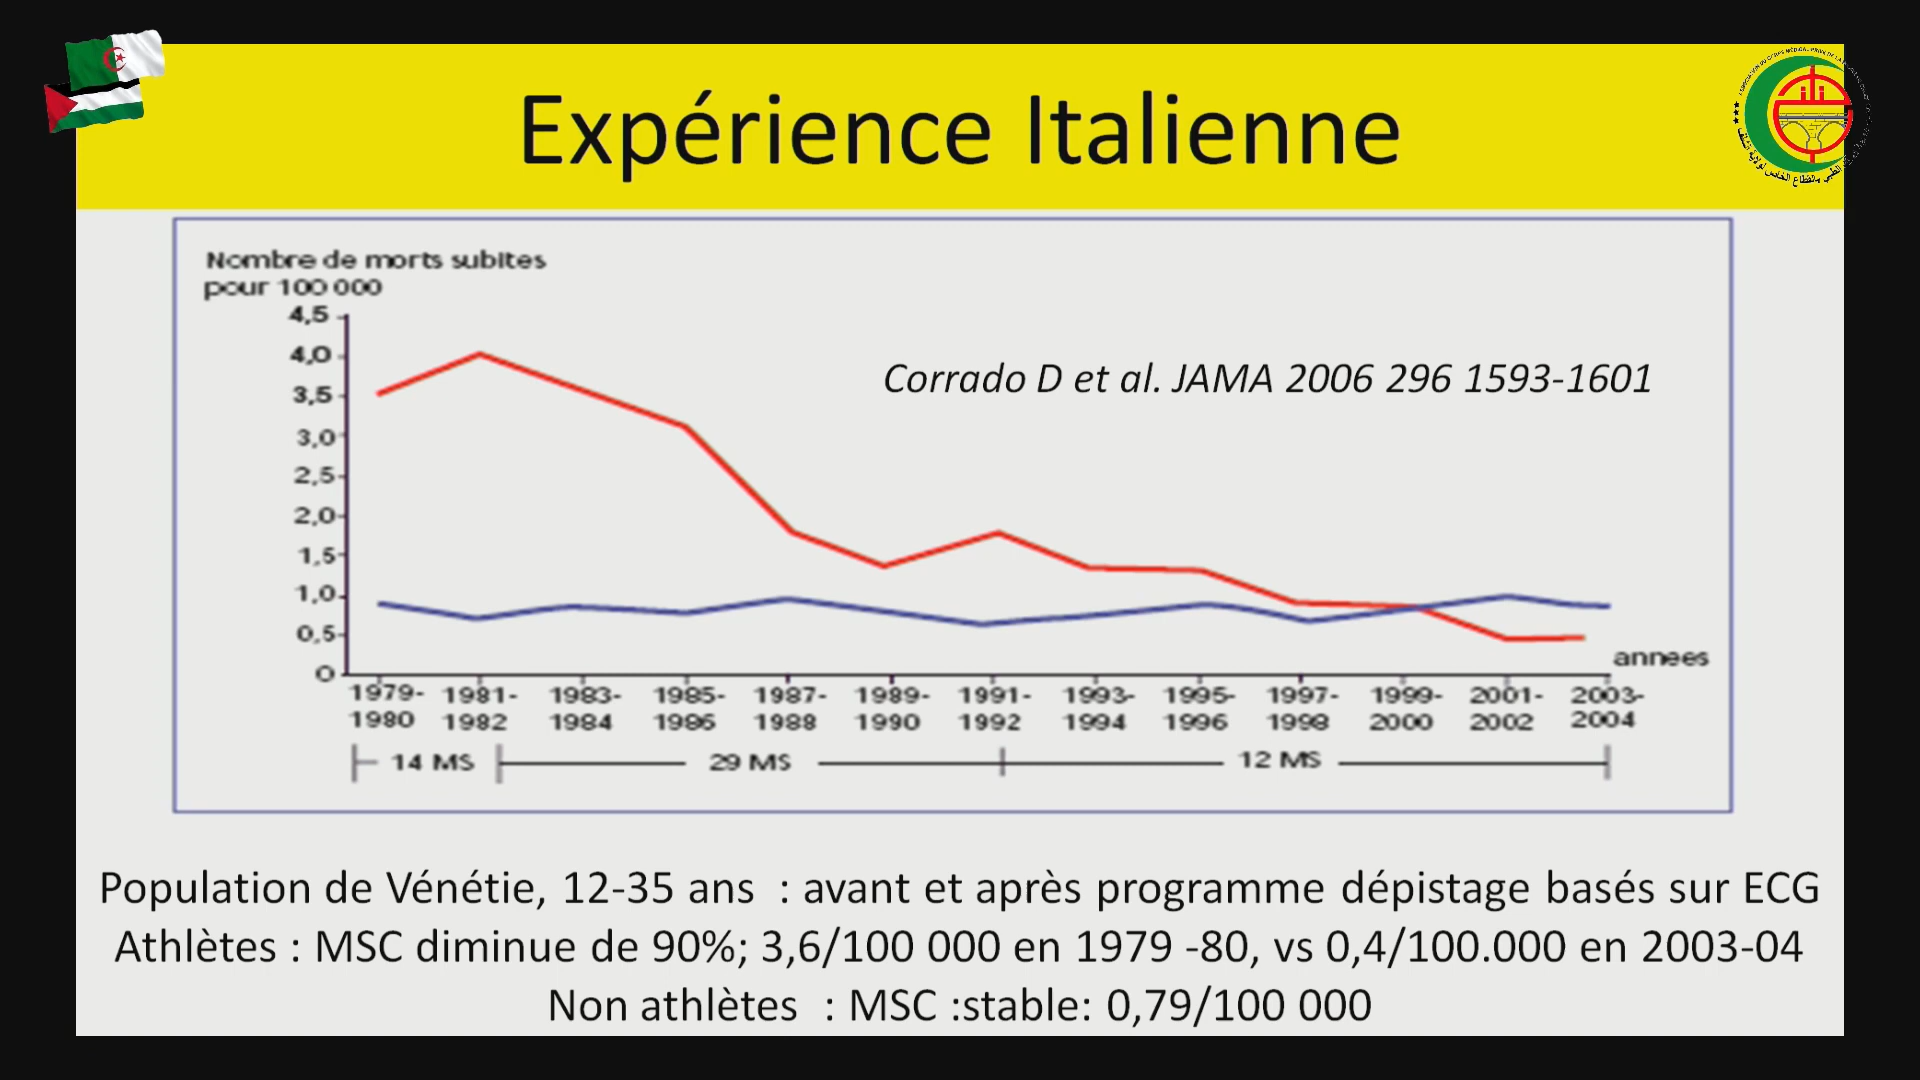 Expérience Italienne
Nombre de morts subites
pour 100 000
4,5
4,0
3,5
3,0
2,5
2,0
1,5
1,0
0,5
0
Corrado D et al. JAMA 2006 296 1593-1601
annees
1979- 1981- 1983- 1985- 1987- 1989- 1991- 1993- 1995- 1997- 1999- 2001- 2003-
1980 1982 1984 1986 1988 1990 1992 1994 1996 1998 2000 2002 2004
14 MS 29 MS 12 MS
Population de Vénétie, 12-35 ans : avant et après programme dépistage basés sur ECG
Athlètes : MSC diminue de 90%; 3,6/100 000 en 1979 -80, vs 0,4/100.000 en 2003-04
Non athlètes : MSC :stable: 0,79/100 000